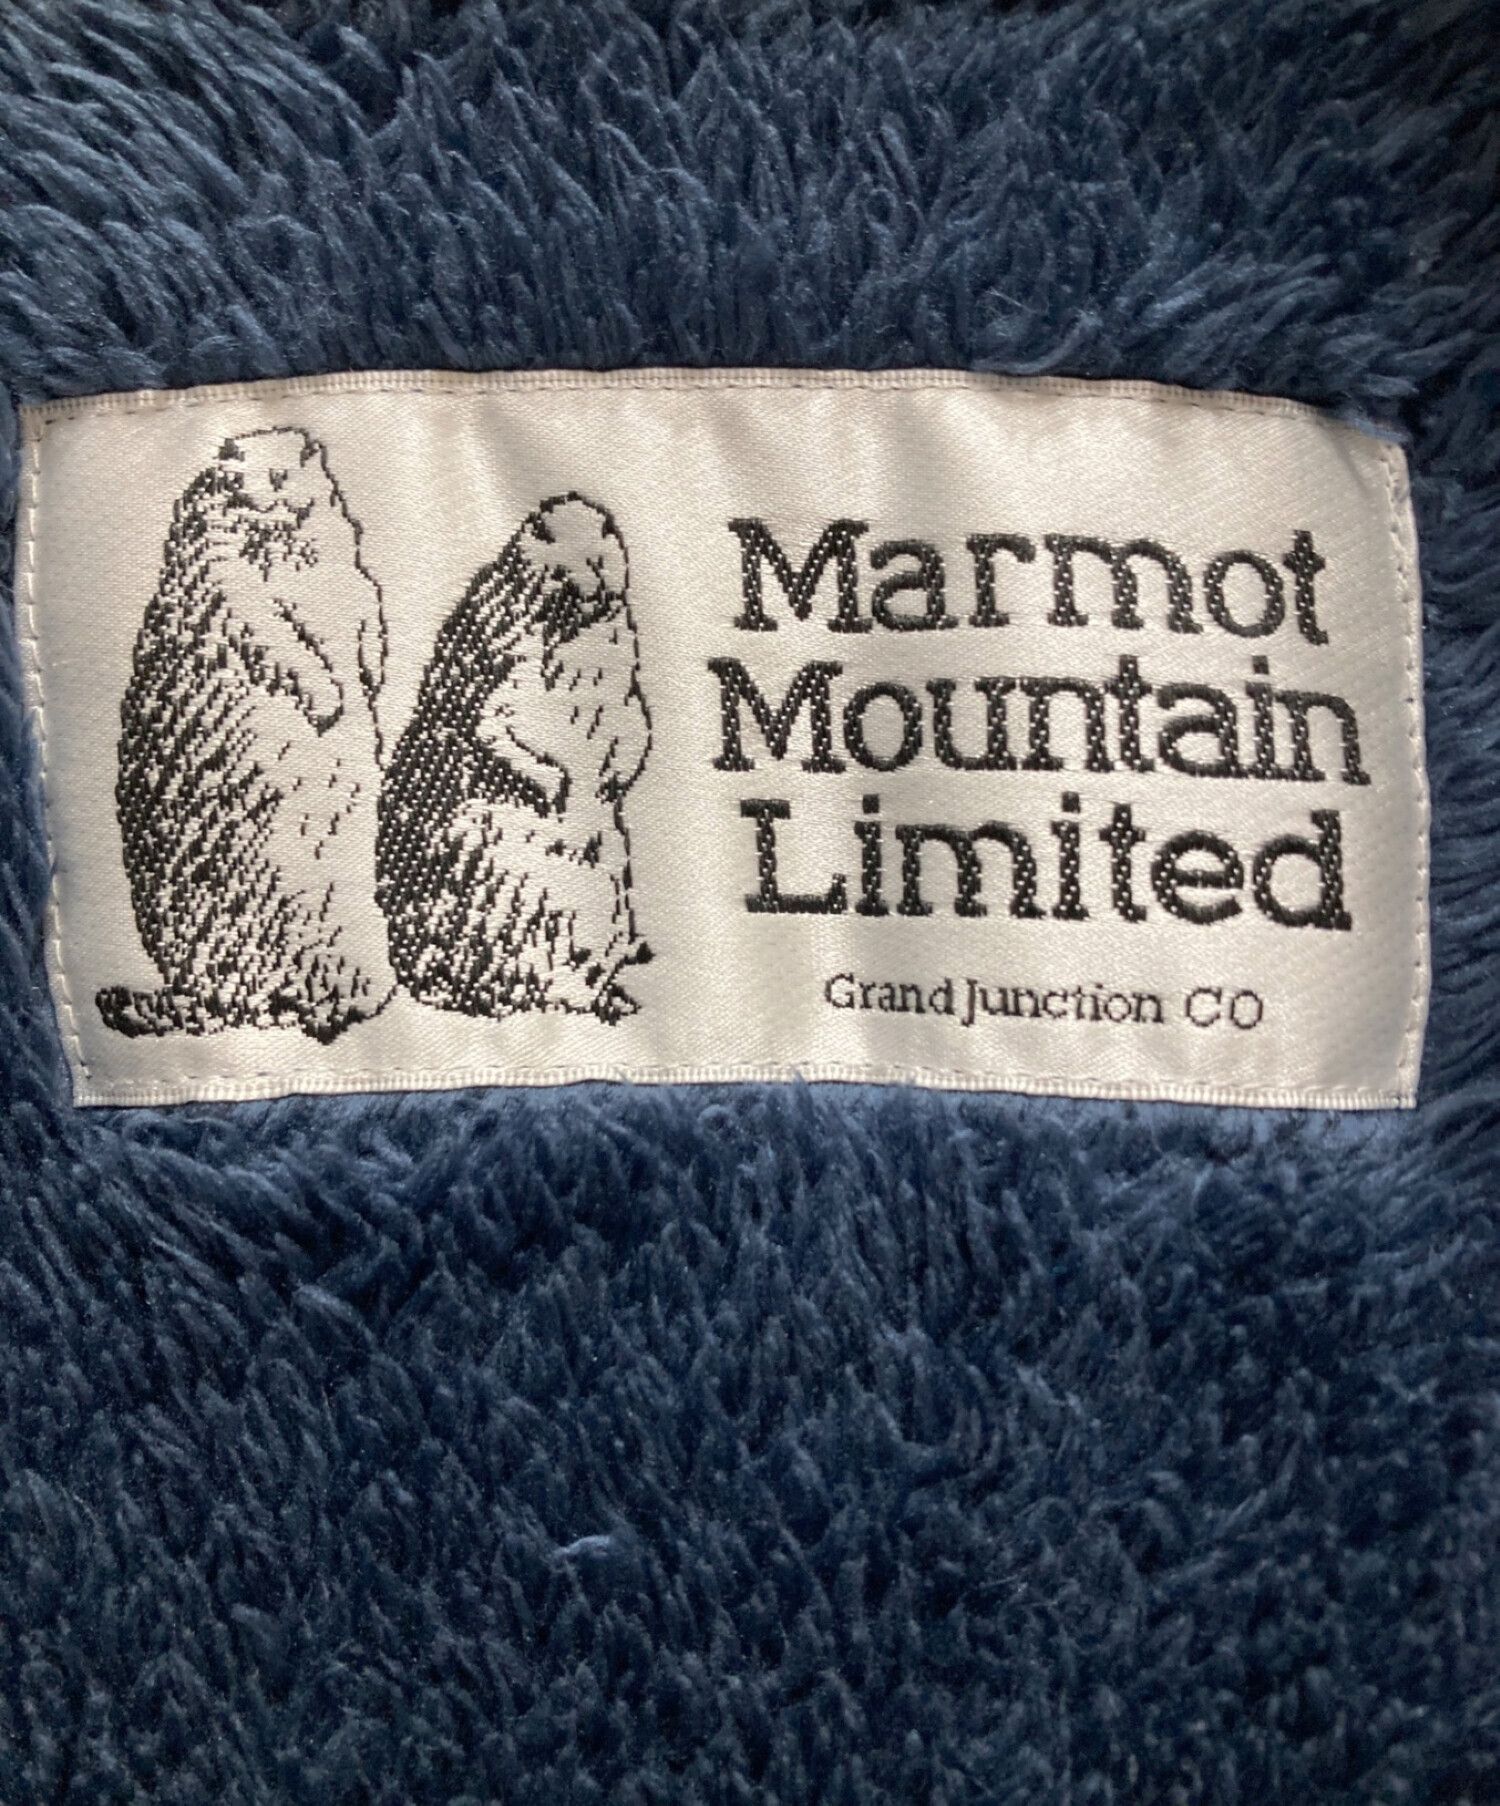 Marmot
Mountain
Limited
Grand Junction CO